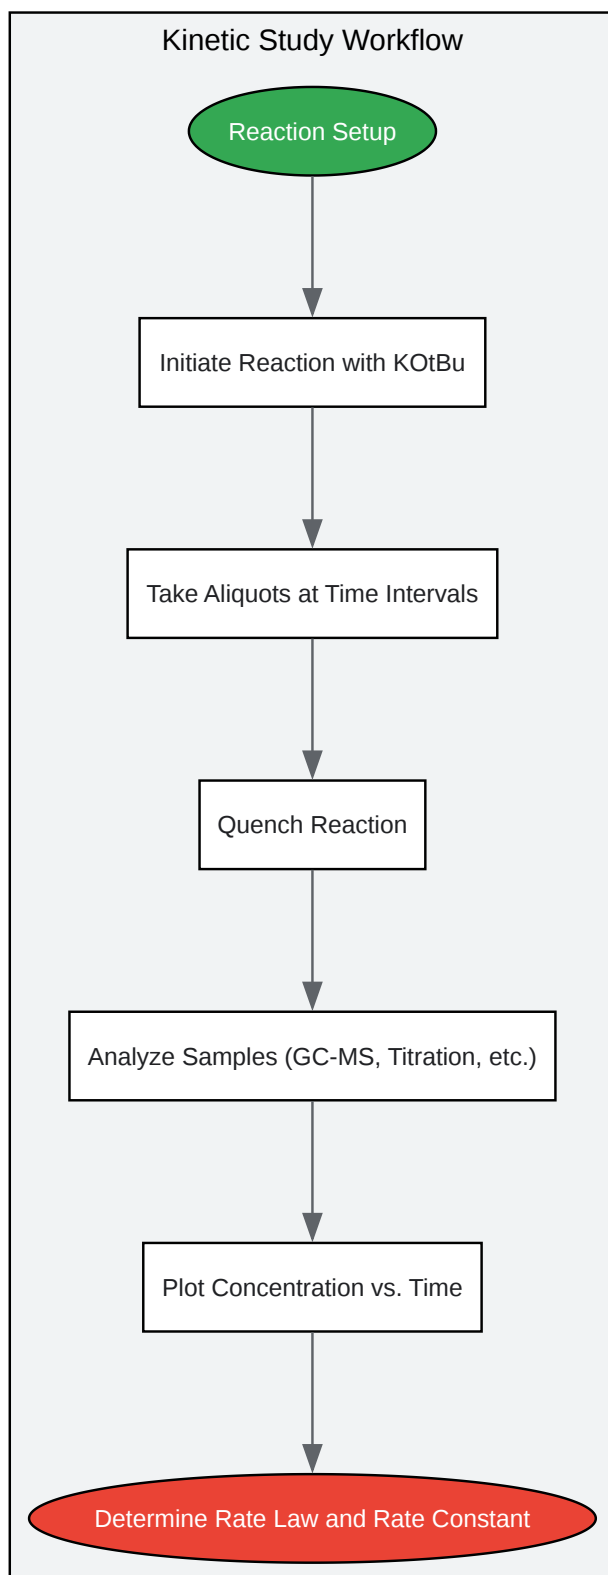 Kinetic Study Workflow
Reaction Setup
Initiate Reaction with KOtBu
Take Aliquots at Time Intervals
Quench Reaction
Analyze Samples (GC-MS, Titration, etc.)
Plot Concentration vs. Time
Determine Rate Law and Rate Constant